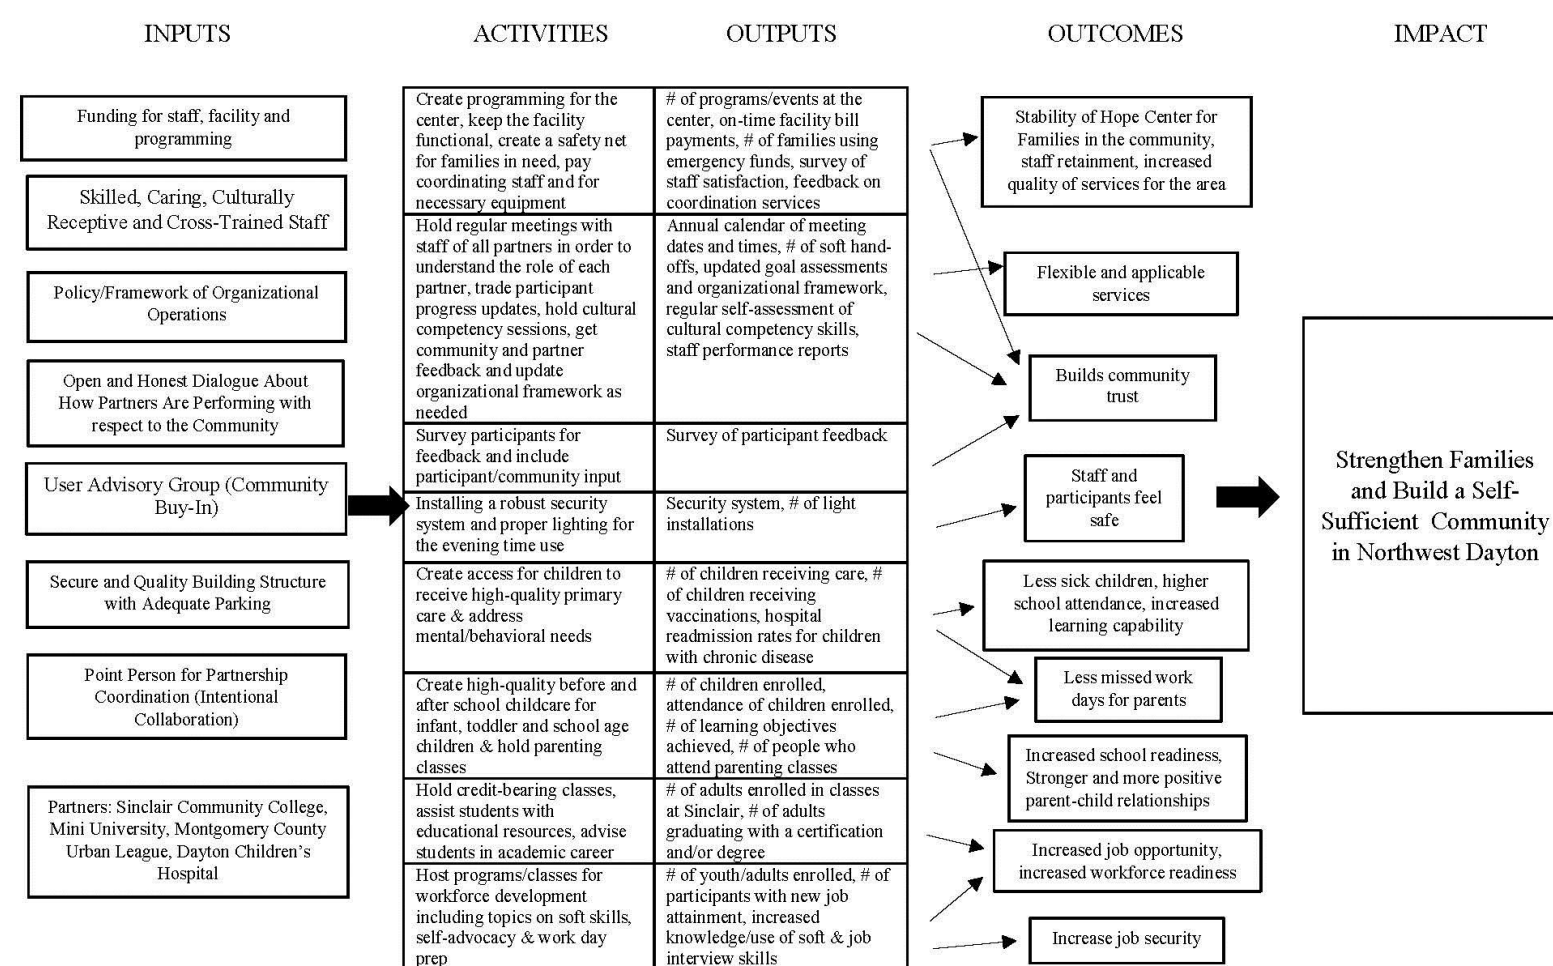 INPUTS
ACTIVITIES
OUTPUTS
OUTCOMES
IMPACT
Funding for staff, facility and
programming
Skilled, Caring, Culturally
Receptive and Cross-Trained Staff
Policy/Framework of Organizational
Operations
Open and Honest Dialogue About
How Partners Are Performing with
respect to the Community
User Advisory Group (Community
Buy-In)
Secure and Quality Building Structure
with Adequate Parking
Point Person for Partnership
Coordination (Intentional
Collaboration)
Partners: Sinclair Community College,
Mini University, Montgomery County
Urban League, Dayton Children's
Hospital
Create programming for the
center, keep the facility
functional, create a safety net
for families in need, pay
coordinating staff and for
necessary equipment
# of programs/events at the
center, on-time facility bill
payments, # of families using
emergency funds, survey of
staff satisfaction, feedback on
coordination services
Hold regular meetings with
staff of all partners in order to
understand the role of each
partner, trade participant
progress updates, hold cultural
competency sessions, get
community and partner
feedback and update
organizational framework as
needed
Annual calendar of meeting
dates and times, # of soft hand-
offs, updated goal assessments
and organizational framework,
regular self-assessment of
cultural competency skills,
staff performance reports
Survey participants for
feedback and include
participant/community input
Survey of participant feedback
Installing a robust security
system and proper lighting for
the evening time use
Security system, # of light
installations
Create access for children to
receive high-quality primary
care & address
mental/behavioral needs
# of children receiving care, #
of children receiving
vaccinations, hospital
readmission rates for children
with chronic disease
Create high-quality before and
after school childcare for
infant, toddler and school age
children & hold parenting
classes
# of children enrolled,
attendance of children enrolled,
# of learning objectives
achieved, # of people who
attend parenting classes
Hold credit-bearing classes,
assist students with
educational resources, advise
students in academic career
# of adults enrolled in classes
at Sinclair, # of adults
graduating with a certification
and/or degree
Host programs/classes for
workforce development
including topics on soft skills,
self-advocacy & work day
prep
# of youth/adults enrolled, # of
participants with new job
attainment, increased
knowledge/use of soft & job
interview skills
Stability of Hope Center for
Families in the community,
staff retainment, increased
quality of services for the area
Flexible and applicable
services
Builds community
trust
Staff and
participants feel
safe
Less sick children, higher
school attendance, increased
learning capability
Less missed work
days for parents
Increased school readiness,
Stronger and more positive
parent-child relationships
Increased job opportunity,
increased workforce readiness
Increase job security
Strengthen Families
and Build a Self-
Sufficient Community
in Northwest Dayton